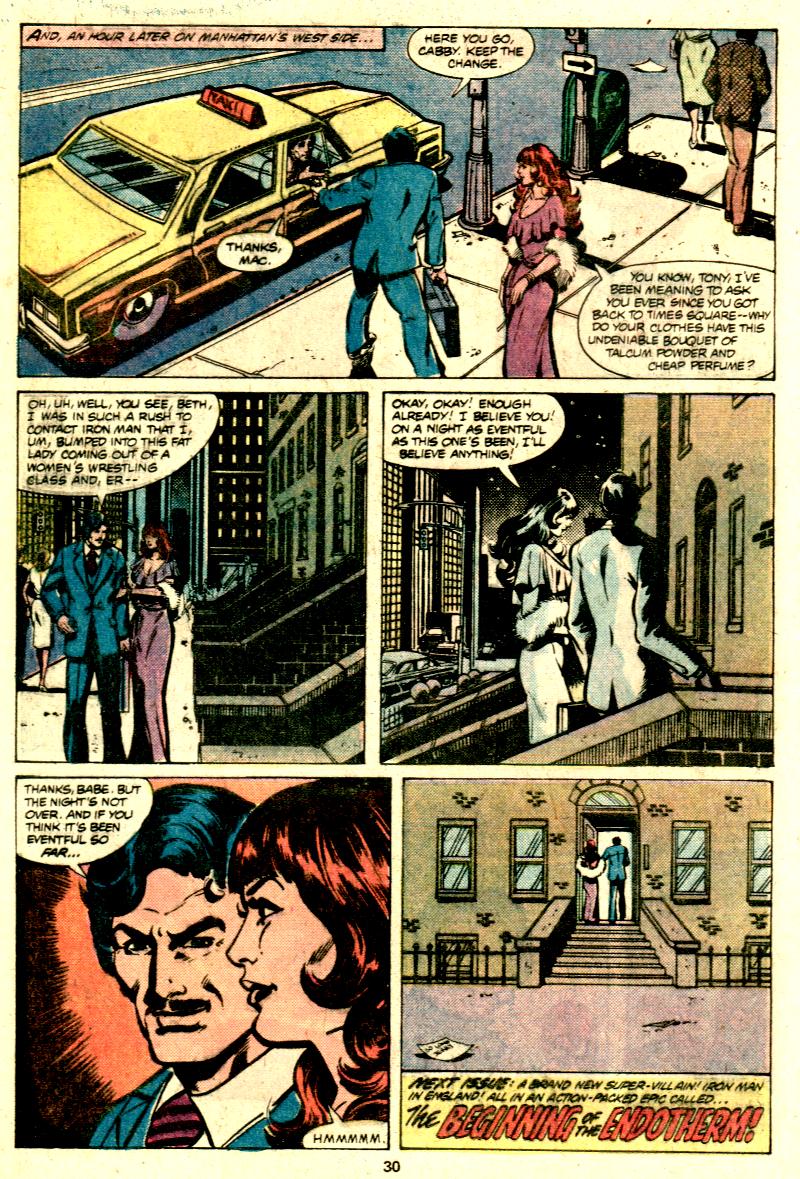 AND, AN HOUR LATER ON MANHATTAN'S WEST SIDE...
TAXI
HERE YOU GO,
CABBY. KEEP THE
CHANGE.
THANKS,
MAC.
YOU KNOW, TONY, I'VE
BEEN MEANING TO ASK
YOU EVER SINCE YOU GOT
BACK TO TIMES SQUARE--WHY
DO YOUR CLOTHES HAVE THIS
UNDENIABLE BOUQUET OF
TALCUM POWDER AND
CHEAP PERFUME?
OH, UH, WELL, YOU SEE, BETH,
I WAS IN SUCH A RUSH TO
CONTACT IRON MAN THAT I,
UM, BUMPED INTO THIS FAT
LADY COMING OUT OF A
WOMEN'S WRESTLING
CLASS AND, ER--
OKAY, OKAY! ENOUGH
ALREADY! I BELIEVE YOU!
ON A NIGHT AS EVENTFUL
AS THIS ONE'S BEEN, I'LL
BELIEVE ANYTHING!
THANKS, BABE. BUT
THE NIGHT'S NOT
OVER. AND IF YOU
THINK IT'S BEEN
EVENTFUL SO
FAR...
HMMMMM.
NEXT ISSUE: A BRAND NEW SUPER-VILLAIN! IRON MAN
IN ENGLAND! ALL IN AN ACTION-PACKED EPIC CALLED...
THE BEGINNING OF THE ENDOTHERM!
30